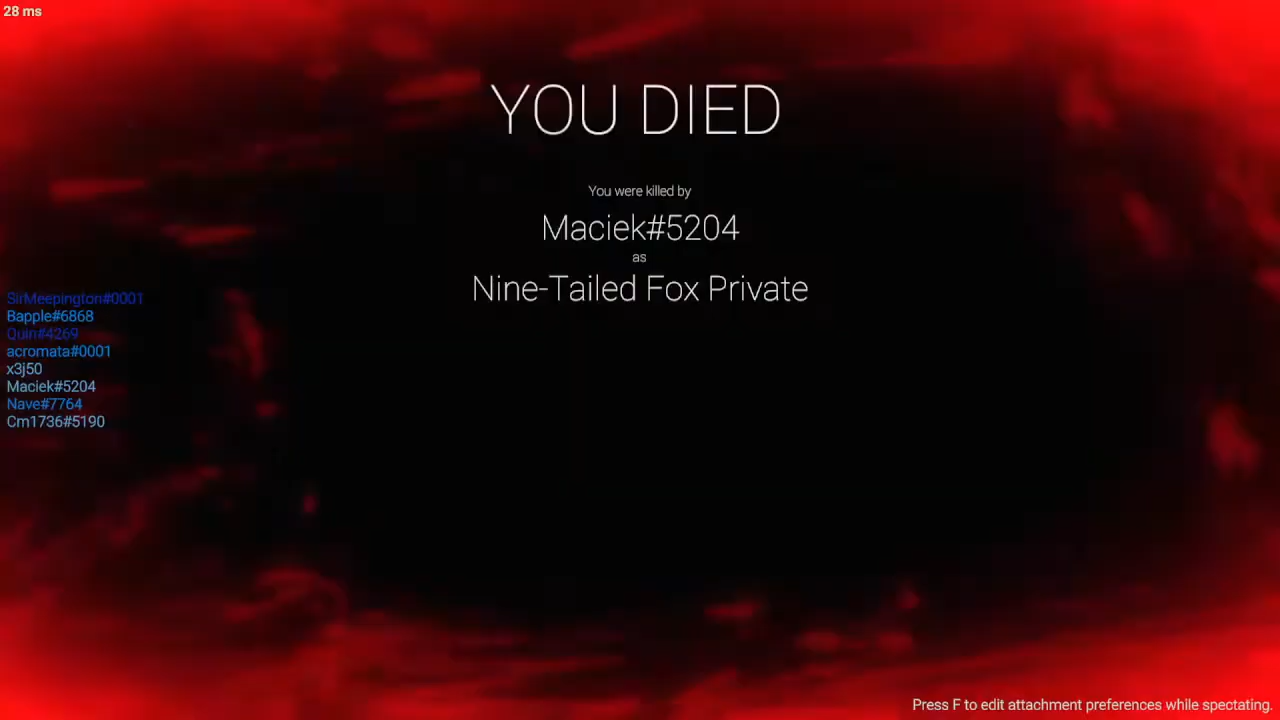 28 ms
YOU DIED
You were killed by
Maciek#5204
as
Nine-Tailed Fox Private
SirMeepington#0001
Bapple#6868
Quin#4269
acromata#0001
x3j50
Maciek#5204
Nave#7764
Cm1736#5190
Press F to edit attachment preferences while spectating.